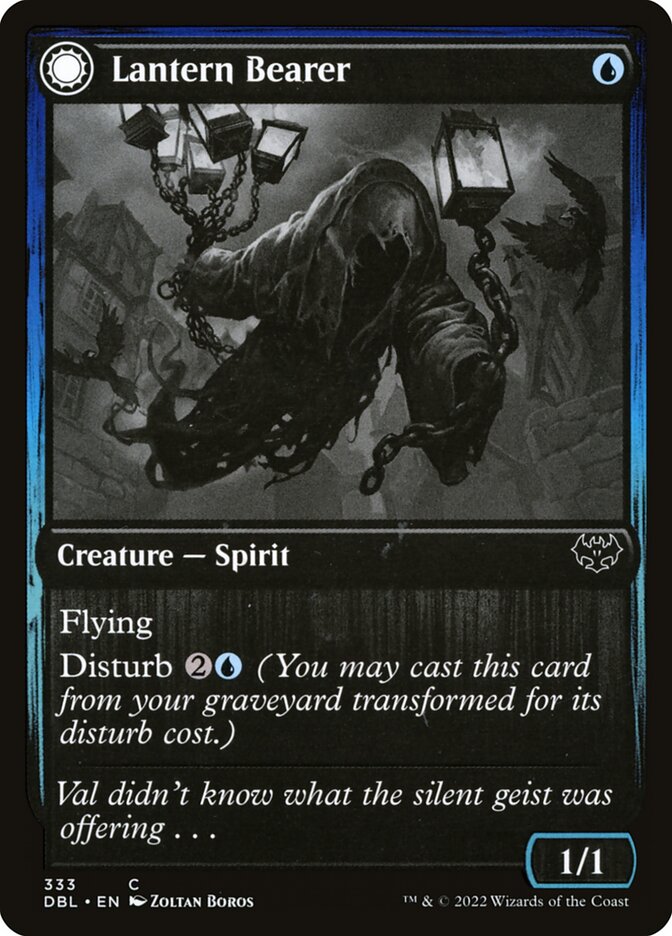 Lantern Bearer
Creature — Spirit
Flying
Disturb 2 (You may cast this card
from your graveyard transformed for its
disturb cost.)
Val didn't know what the silent geist was
offering . . .
1/1
333 C
DBL • EN Zoltan Boros
™ & © 2022 Wizards of the Coast